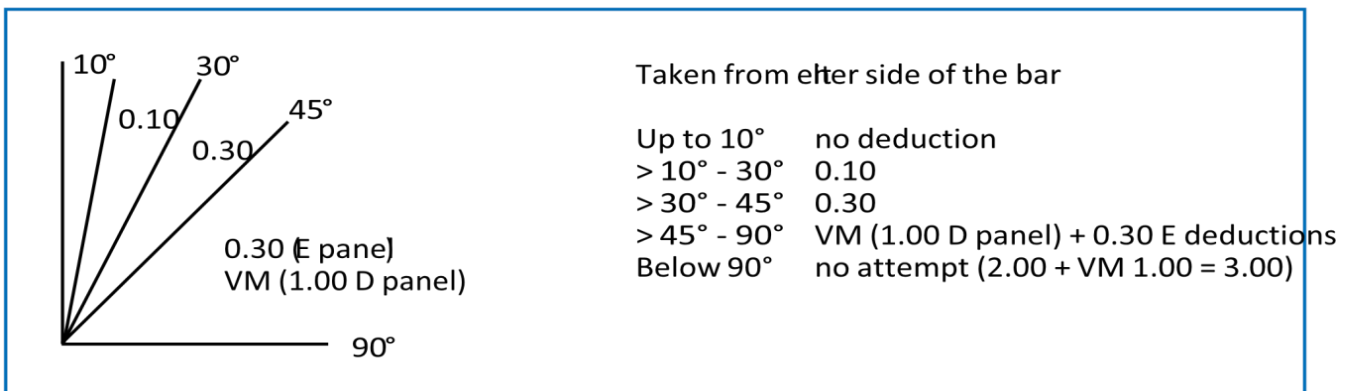 10°
30°
45°
0.10
0.30
0.30 (E panel)
VM (1.00 D panel)
90°
Taken from either side of the bar
Up to 10° no deduction
> 10° - 30° 0.10
> 30° - 45° 0.30
> 45° - 90° VM (1.00 D panel) + 0.30 E deductions
Below 90° no attempt (2.00 + VM 1.00 = 3.00)